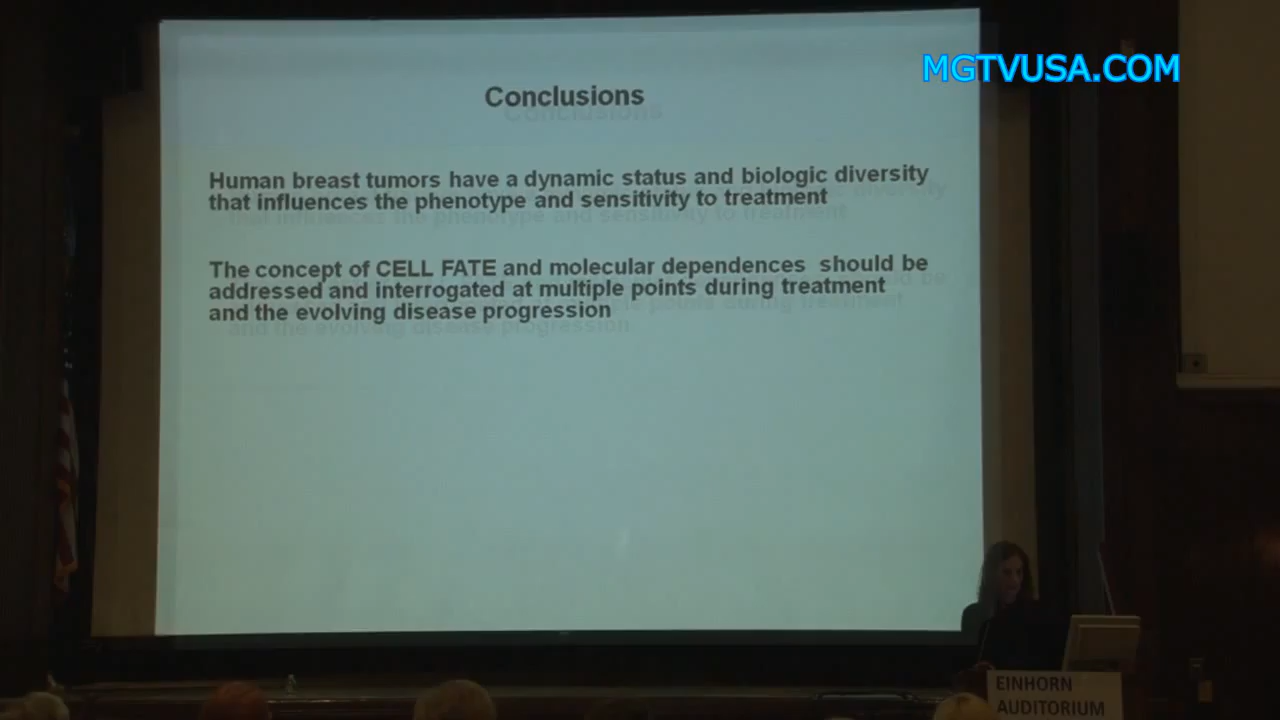 MGTVUSA.COM
Conclusions
Human breast tumors have a dynamic status and biologic diversity
that influences the phenotype and sensitivity to treatment
The concept of CELL FATE and molecular dependences should be
addressed and interrogated at multiple points during treatment
and the evolving disease progression
EINHORN
AUDITORIUM